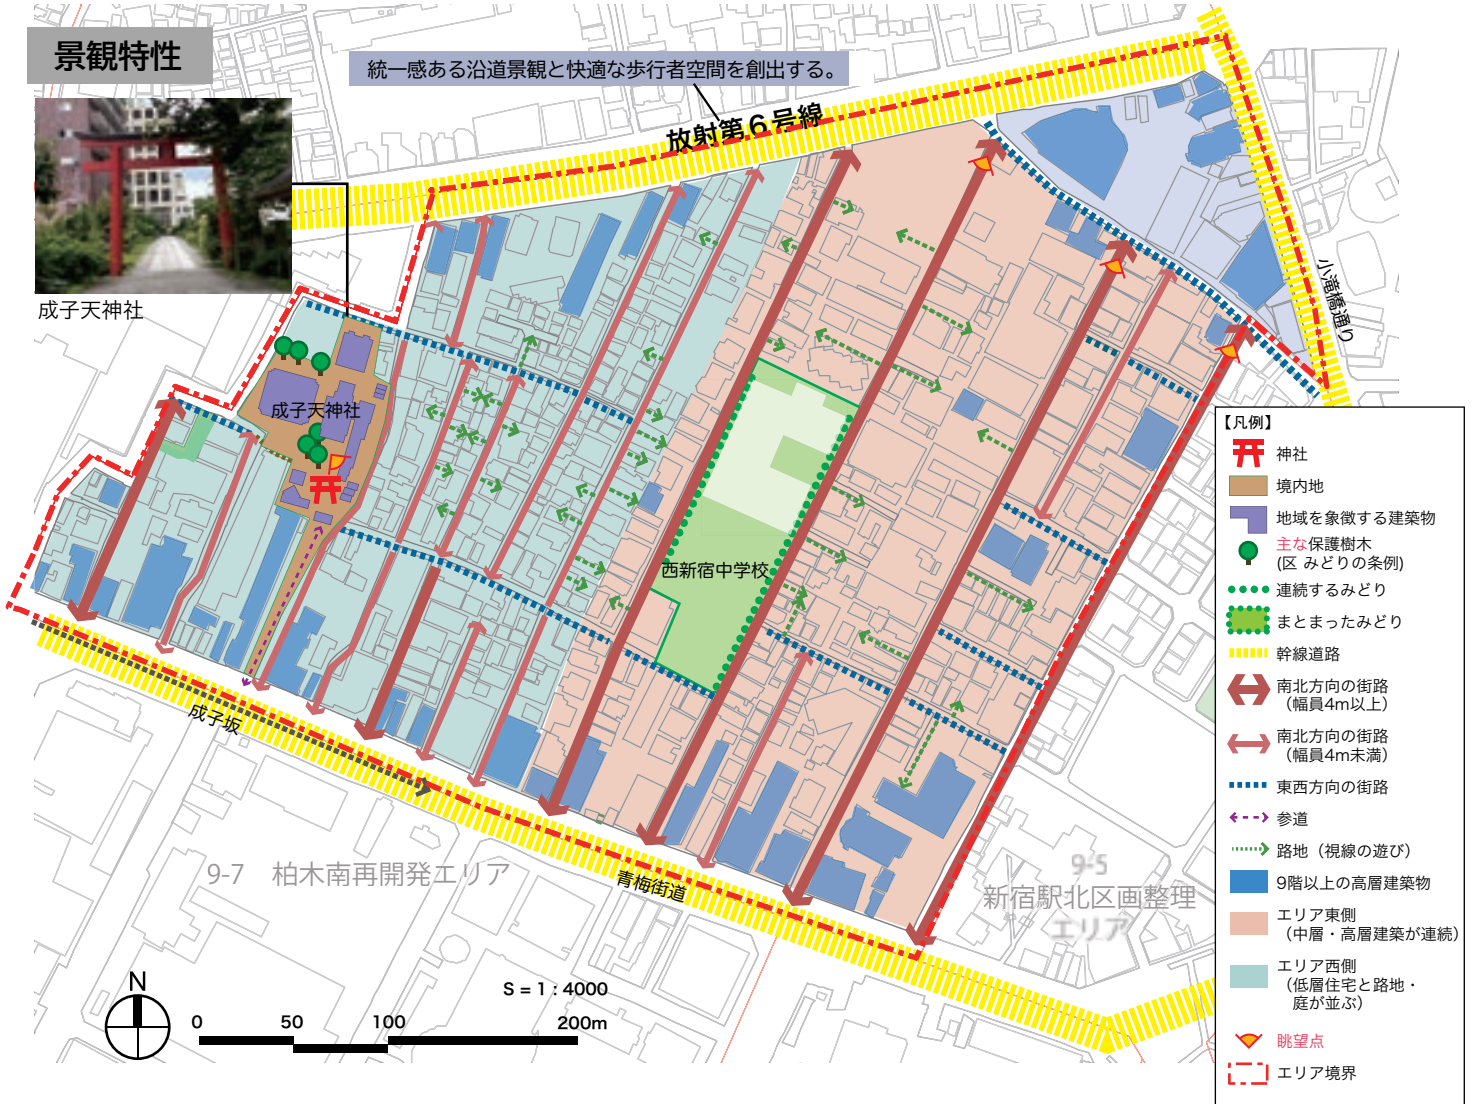 景観特性
統一感ある沿道景観と快適な歩行者空間を創出する。
放射第６号線
成子天神社
小滝橋通り
成子天神社
西新宿中学校
成子坂
青梅街道
9-7　柏木南再開発エリア
9-5
新宿駅北区画整理
エリア
N
S = 1 : 4000
0 50 100 200m
【凡例】
神社
境内地
地域を象徴する建築物
主な保護樹木
(区 みどりの条例)
連続するみどり
まとまったみどり
幹線道路
南北方向の街路
（幅員4m以上）
南北方向の街路
（幅員4m未満）
東西方向の街路
参道
路地（視線の遊び）
9階以上の高層建築物
エリア東側
（中層・高層建築が連続）
エリア西側
（低層住宅と路地・
庭が並ぶ）
眺望点
エリア境界